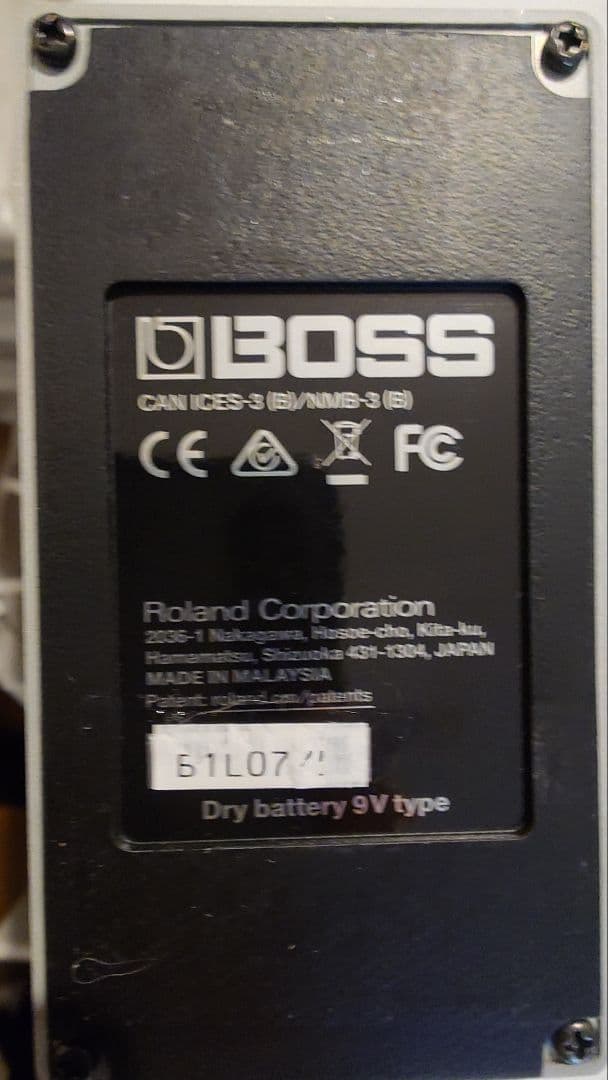 BOSS
CAN ICES-3 (B)/NMB-3 (B)
CE FC
Roland Corporation
2036-1 Nakagawa, Hosoe-cho, Kita-ku,
Hamamatsu, Shizuoka 431-1304, JAPAN
MADE IN MALAYSIA
Patent: roland.cm/patents
Dry battery 9V type